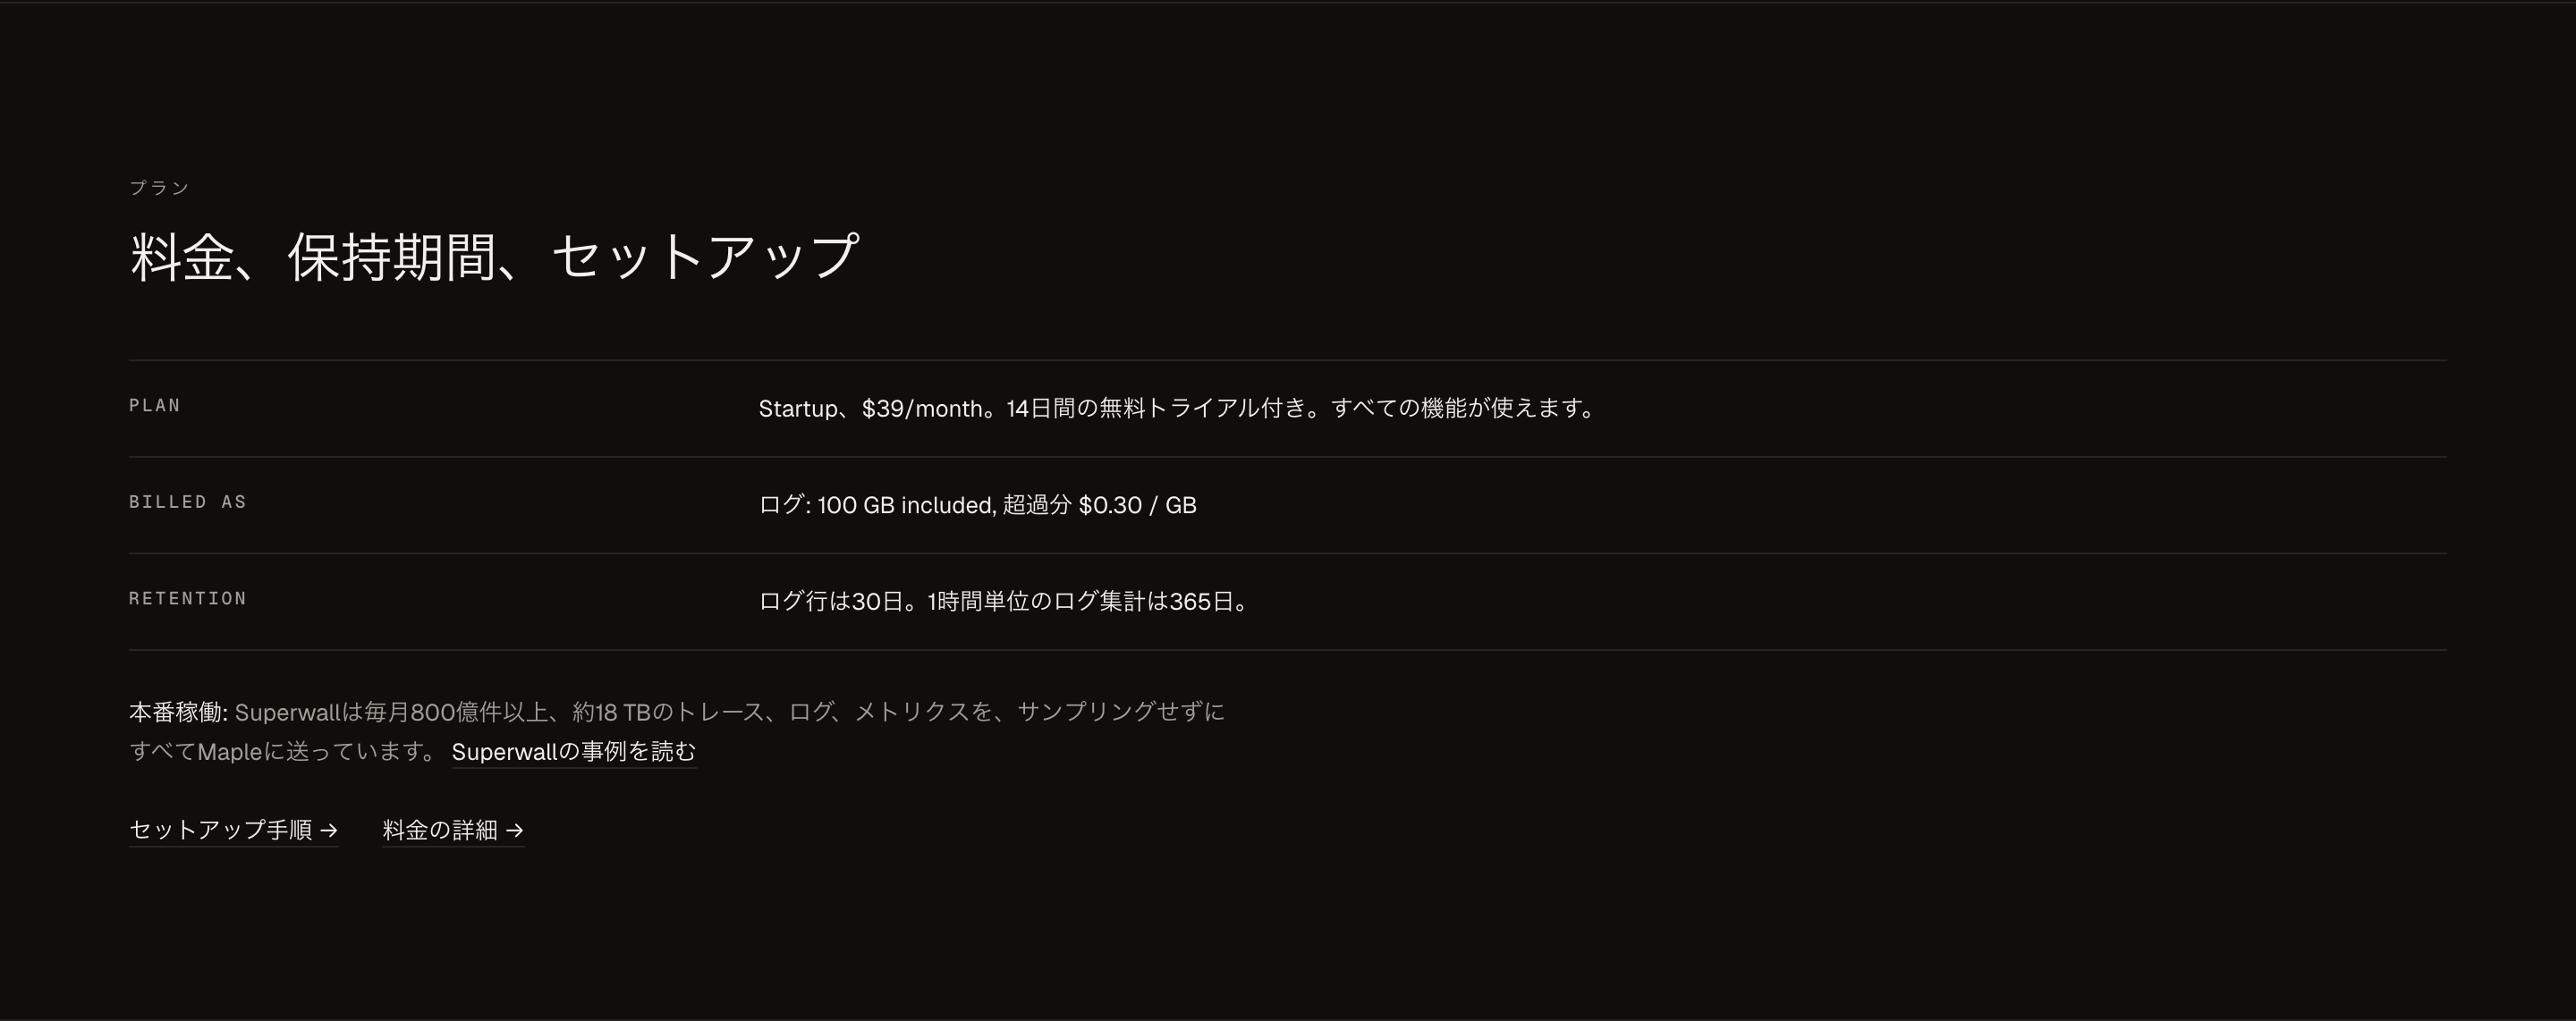 プラン
料金、保持期間、セットアップ
PLAN
Startup、$39/month。14日間の無料トライアル付き。すべての機能が使えます。
BILLED AS
ログ: 100 GB included, 超過分 $0.30 / GB
RETENTION
ログ行は30日。1時間単位のログ集計は365日。
本番稼働: Superwallは毎月800億件以上、約18 TBのトレース、ログ、メトリクスを、サンプリングせずに
すべてMapleに送っています。 Superwallの事例を読む
セットアップ手順 → 料金の詳細 →